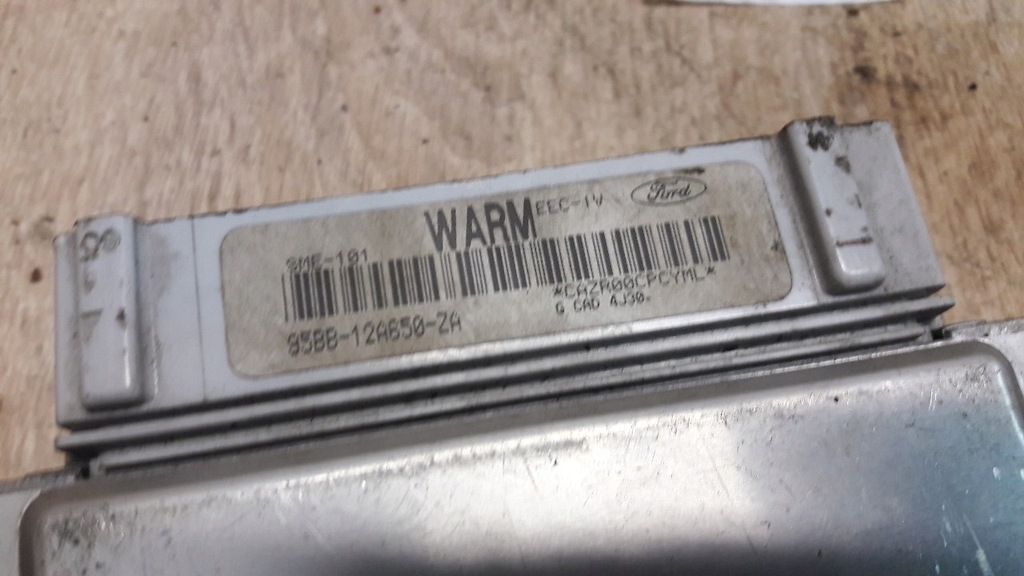 WARM EEC-IV Ford
SME-101
*CAZR00CPCYML*
95BB-12A650-ZA
G CAD 4J30-